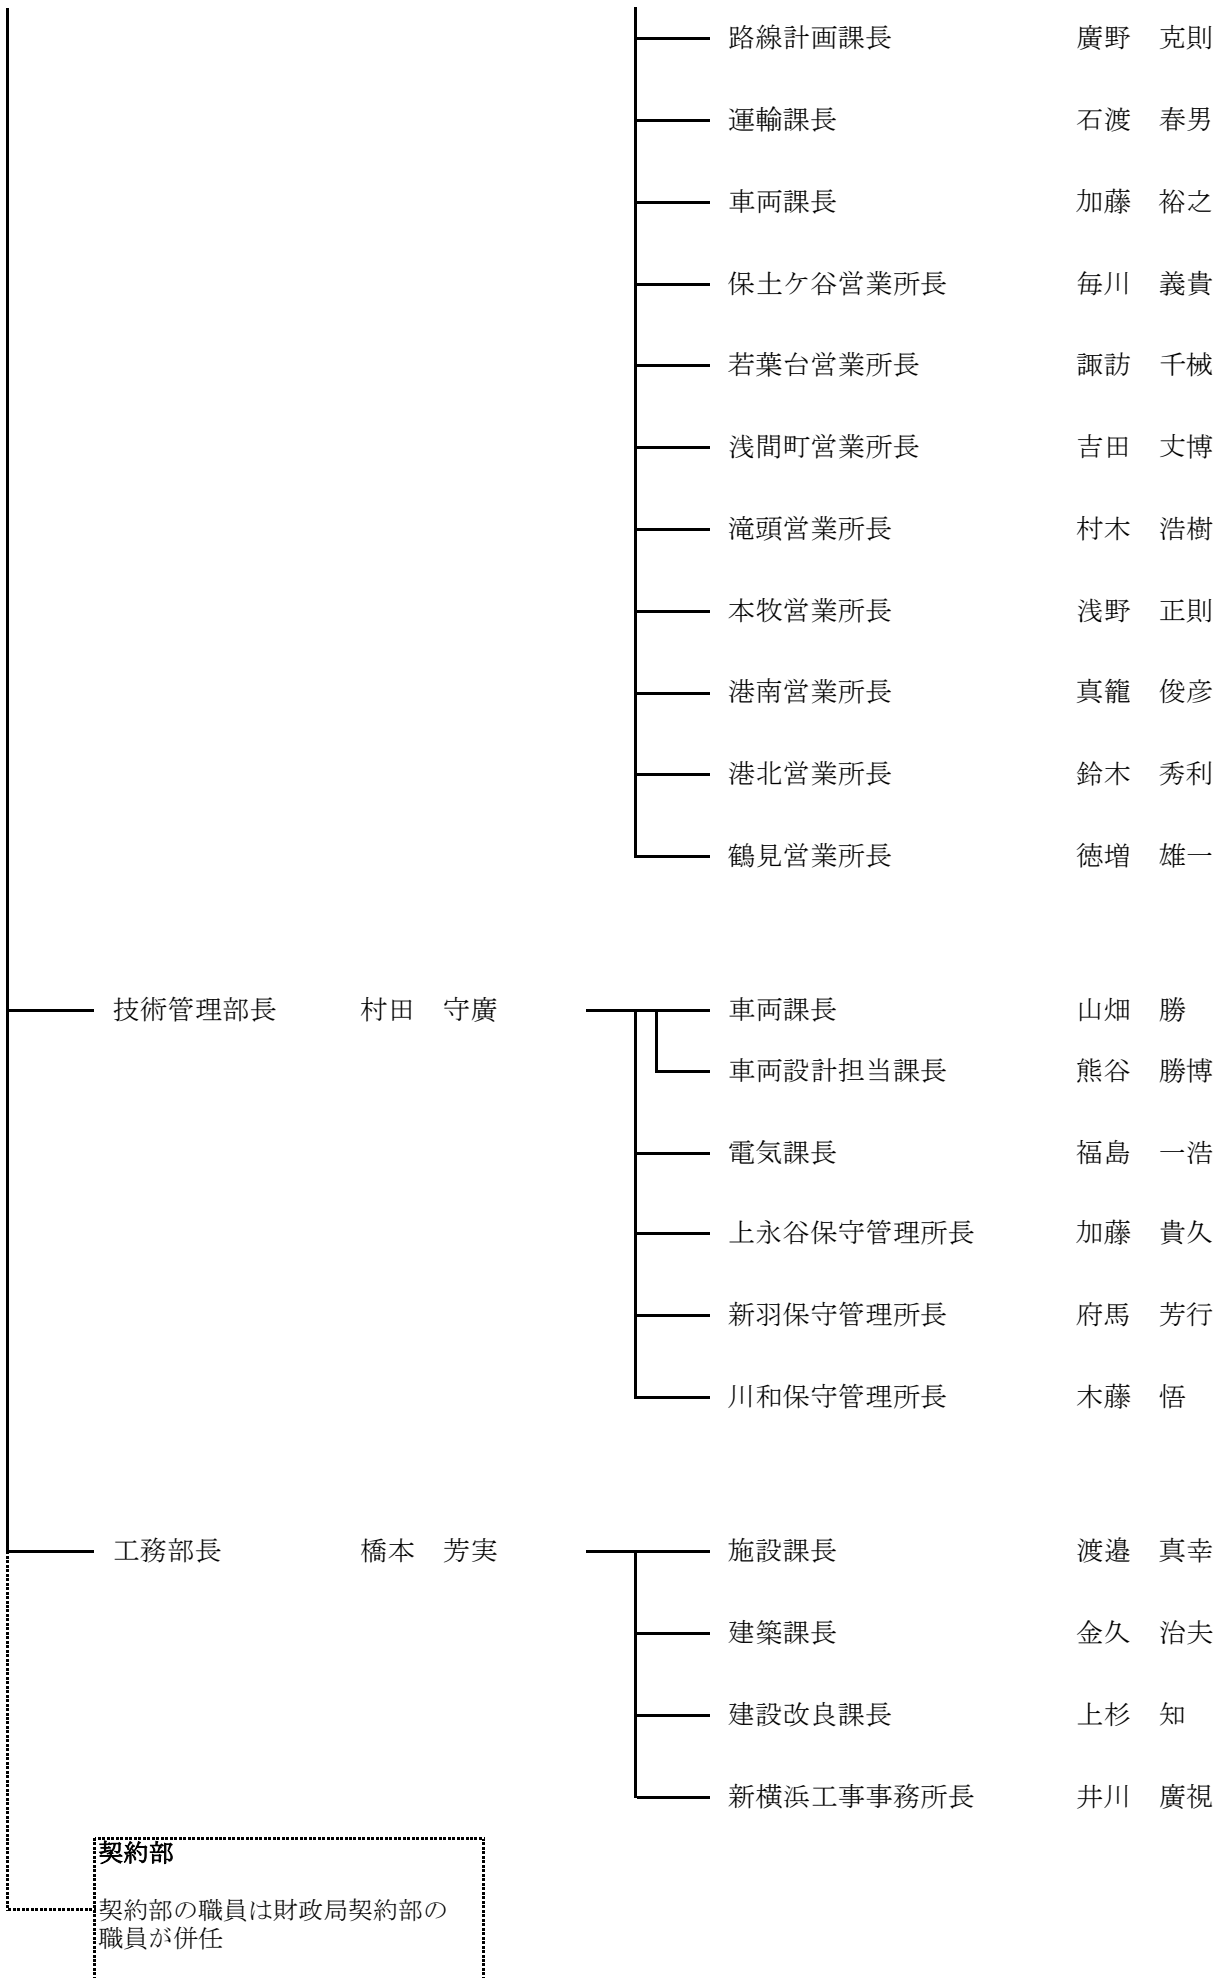 路線計画課長　廣野　克則
運輸課長　石渡　春男
車両課長　加藤　裕之
保土ケ谷営業所長　毎川　義貴
若葉台営業所長　諏訪　千械
浅間町営業所長　吉田　丈博
滝頭営業所長　村木　浩樹
本牧営業所長　浅野　正則
港南営業所長　真籠　俊彦
港北営業所長　鈴木　秀利
鶴見営業所長　徳増　雄一
技術管理部長　村田　守廣　車両課長　山畑　勝
車両設計担当課長　熊谷　勝博
電気課長　福島　一浩
上永谷保守管理所長　加藤　貴久
新羽保守管理所長　府馬　芳行
川和保守管理所長　木藤　悟
工務部長　橋本　芳実　施設課長　渡邉　真幸
建築課長　金久　治夫
建設改良課長　上杉　知
新横浜工事事務所長　井川　廣視
契約部
契約部の職員は財政局契約部の
職員が併任